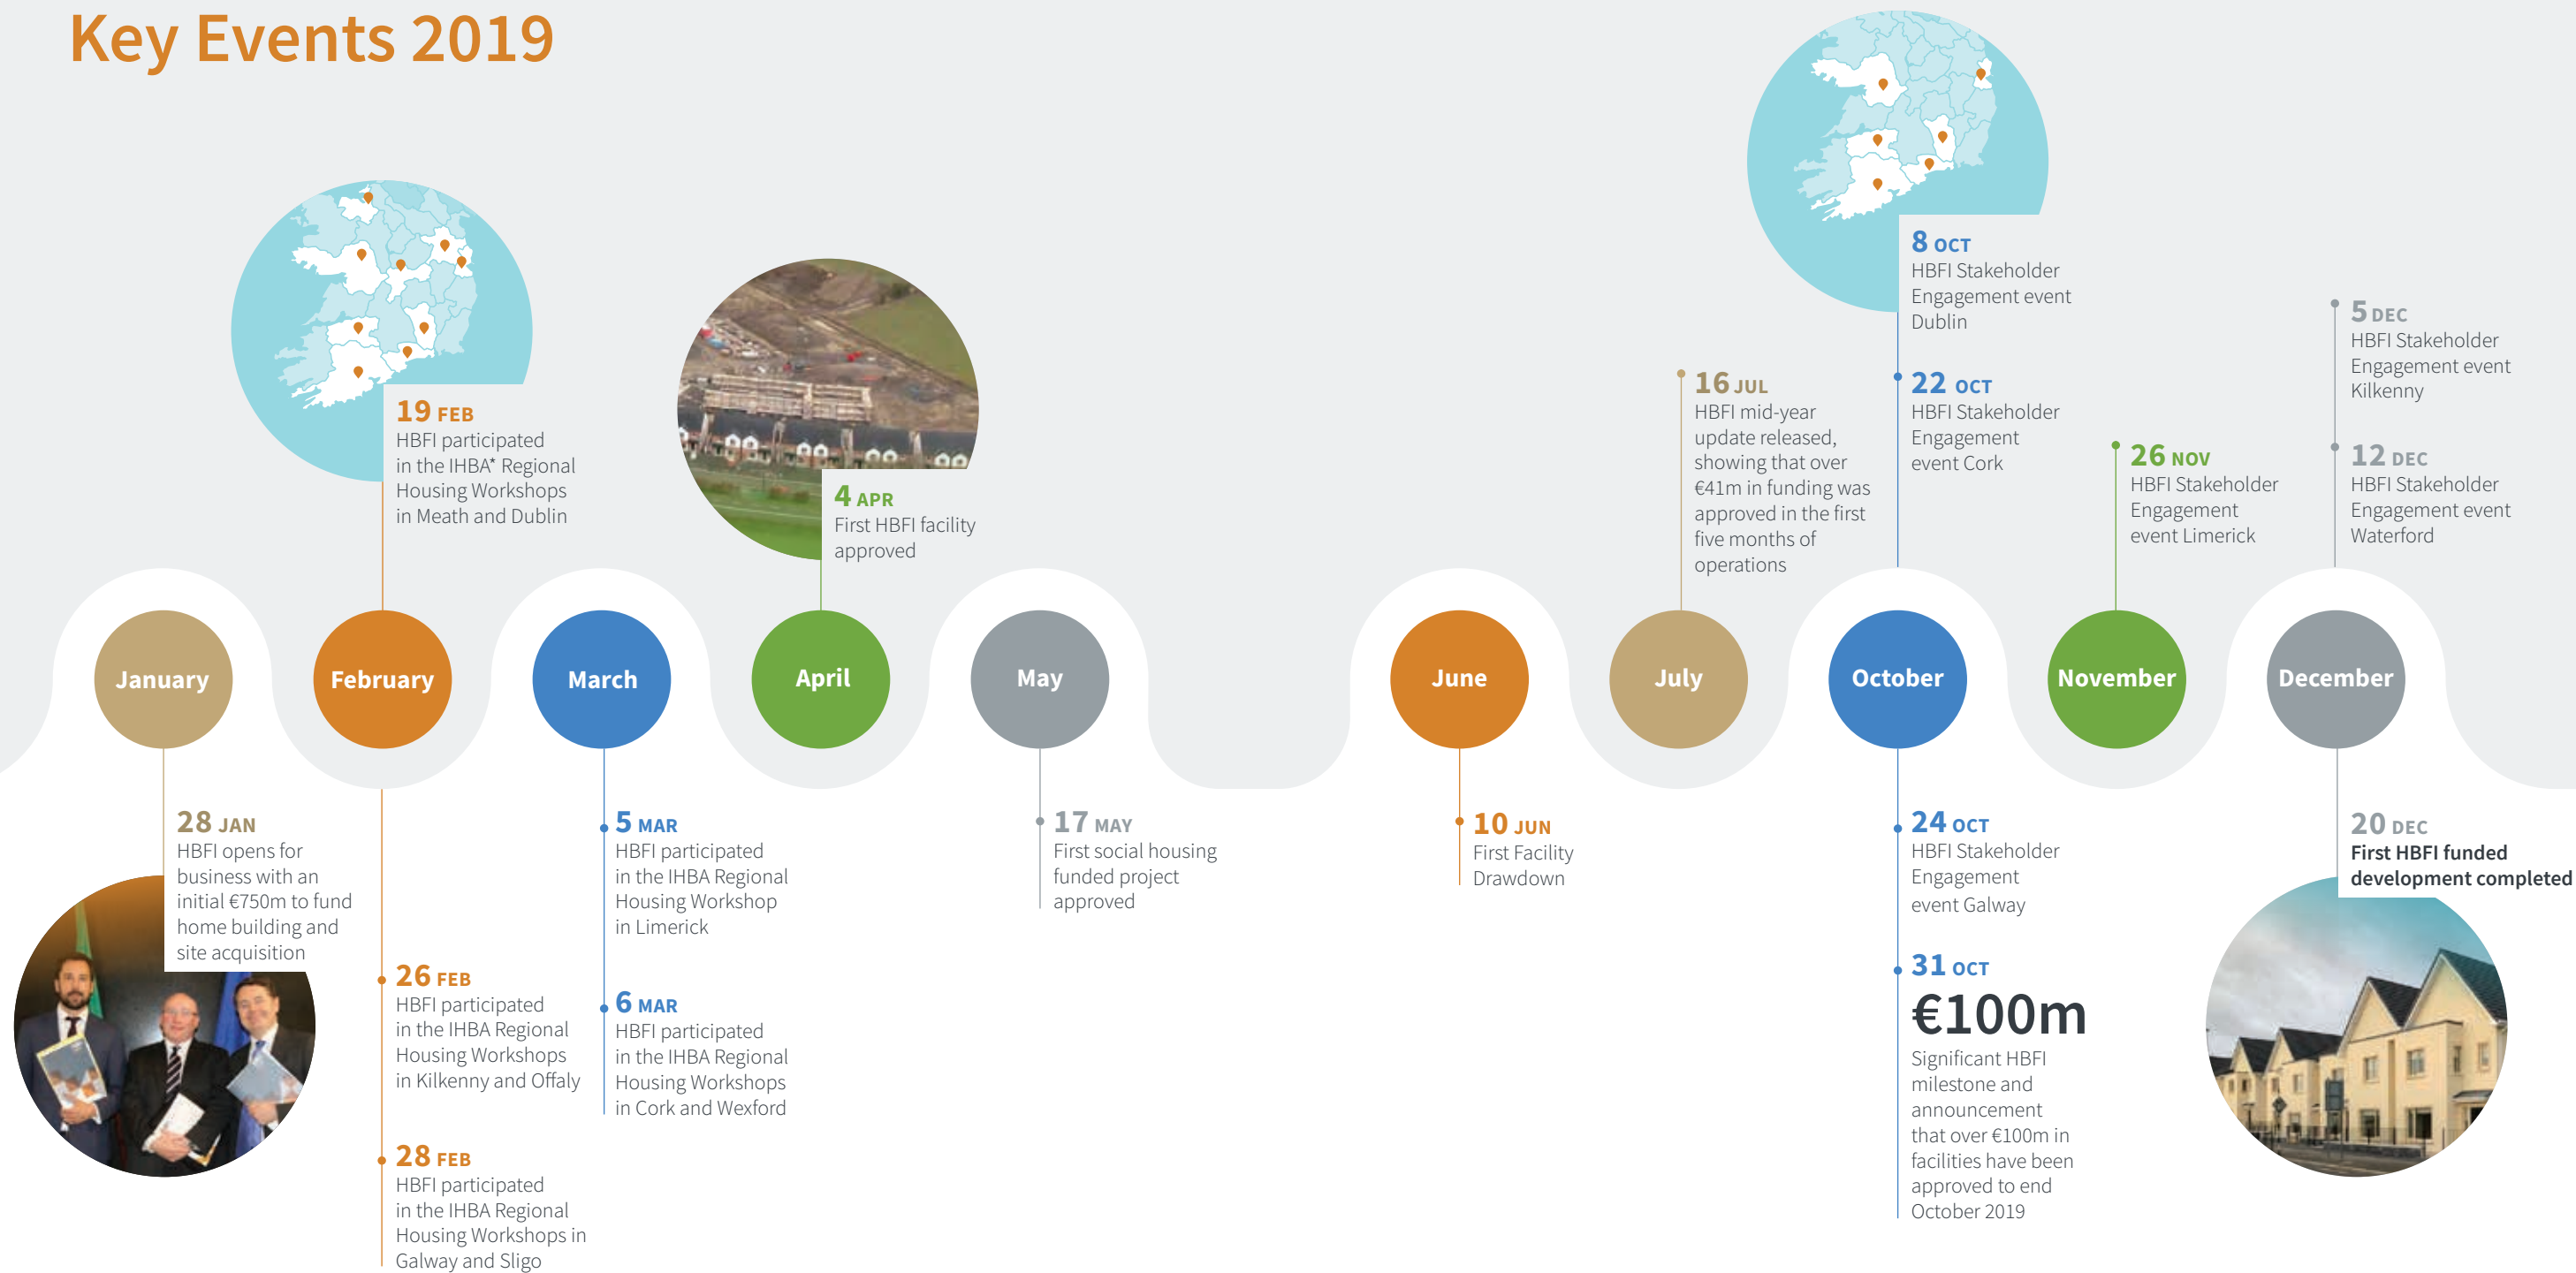 Key Events 2019
January
28 JAN
HBFI opens for
business with an
initial €750m to fund
home building and
site acquisition
February
19 FEB
HBFI participated
in the IHBA* Regional
Housing Workshops
in Meath and Dublin
26 FEB
HBFI participated
in the IHBA Regional
Housing Workshops
in Kilkenny and Offaly
28 FEB
HBFI participated
in the IHBA Regional
Housing Workshops in
Galway and Sligo
March
5 MAR
HBFI participated
in the IHBA Regional
Housing Workshop
in Limerick
6 MAR
HBFI participated
in the IHBA Regional
Housing Workshops
in Cork and Wexford
April
4 APR
First HBFI facility
approved
May
17 MAY
First social housing
funded project
approved
June
10 JUN
First Facility
Drawdown
July
16 JUL
HBFI mid-year
update released,
showing that over
€41m in funding was
approved in the first
five months of
operations
October
8 OCT
HBFI Stakeholder
Engagement event
Dublin
22 OCT
HBFI Stakeholder
Engagement
event Cork
24 OCT
HBFI Stakeholder
Engagement
event Galway
31 OCT
€100m
Significant HBFI
milestone and
announcement
that over €100m in
facilities have been
approved to end
October 2019
November
26 NOV
HBFI Stakeholder
Engagement
event Limerick
December
5 DEC
HBFI Stakeholder
Engagement event
Kilkenny
12 DEC
HBFI Stakeholder
Engagement event
Waterford
20 DEC
First HBFI funded
development completed